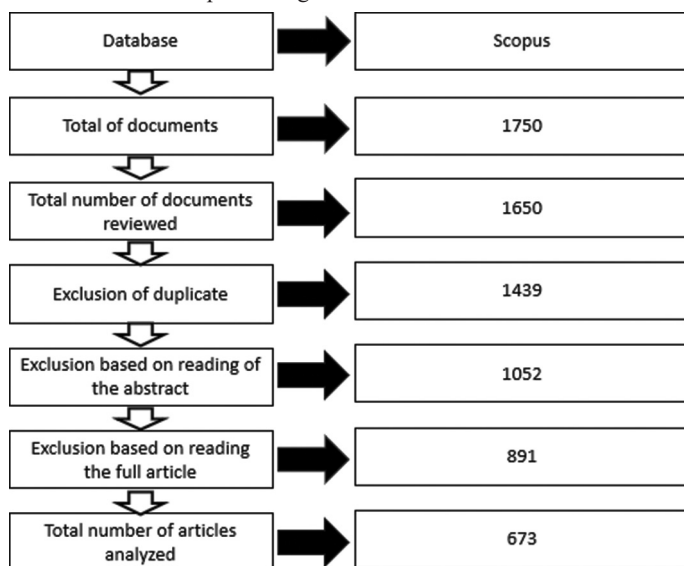 Database
Scopus
Total of documents
1750
Total number of documents
reviewed
1650
Exclusion of duplicate
1439
Exclusion based on reading of
the abstract
1052
Exclusion based on reading
the full article
891
Total number of articles
analyzed
673